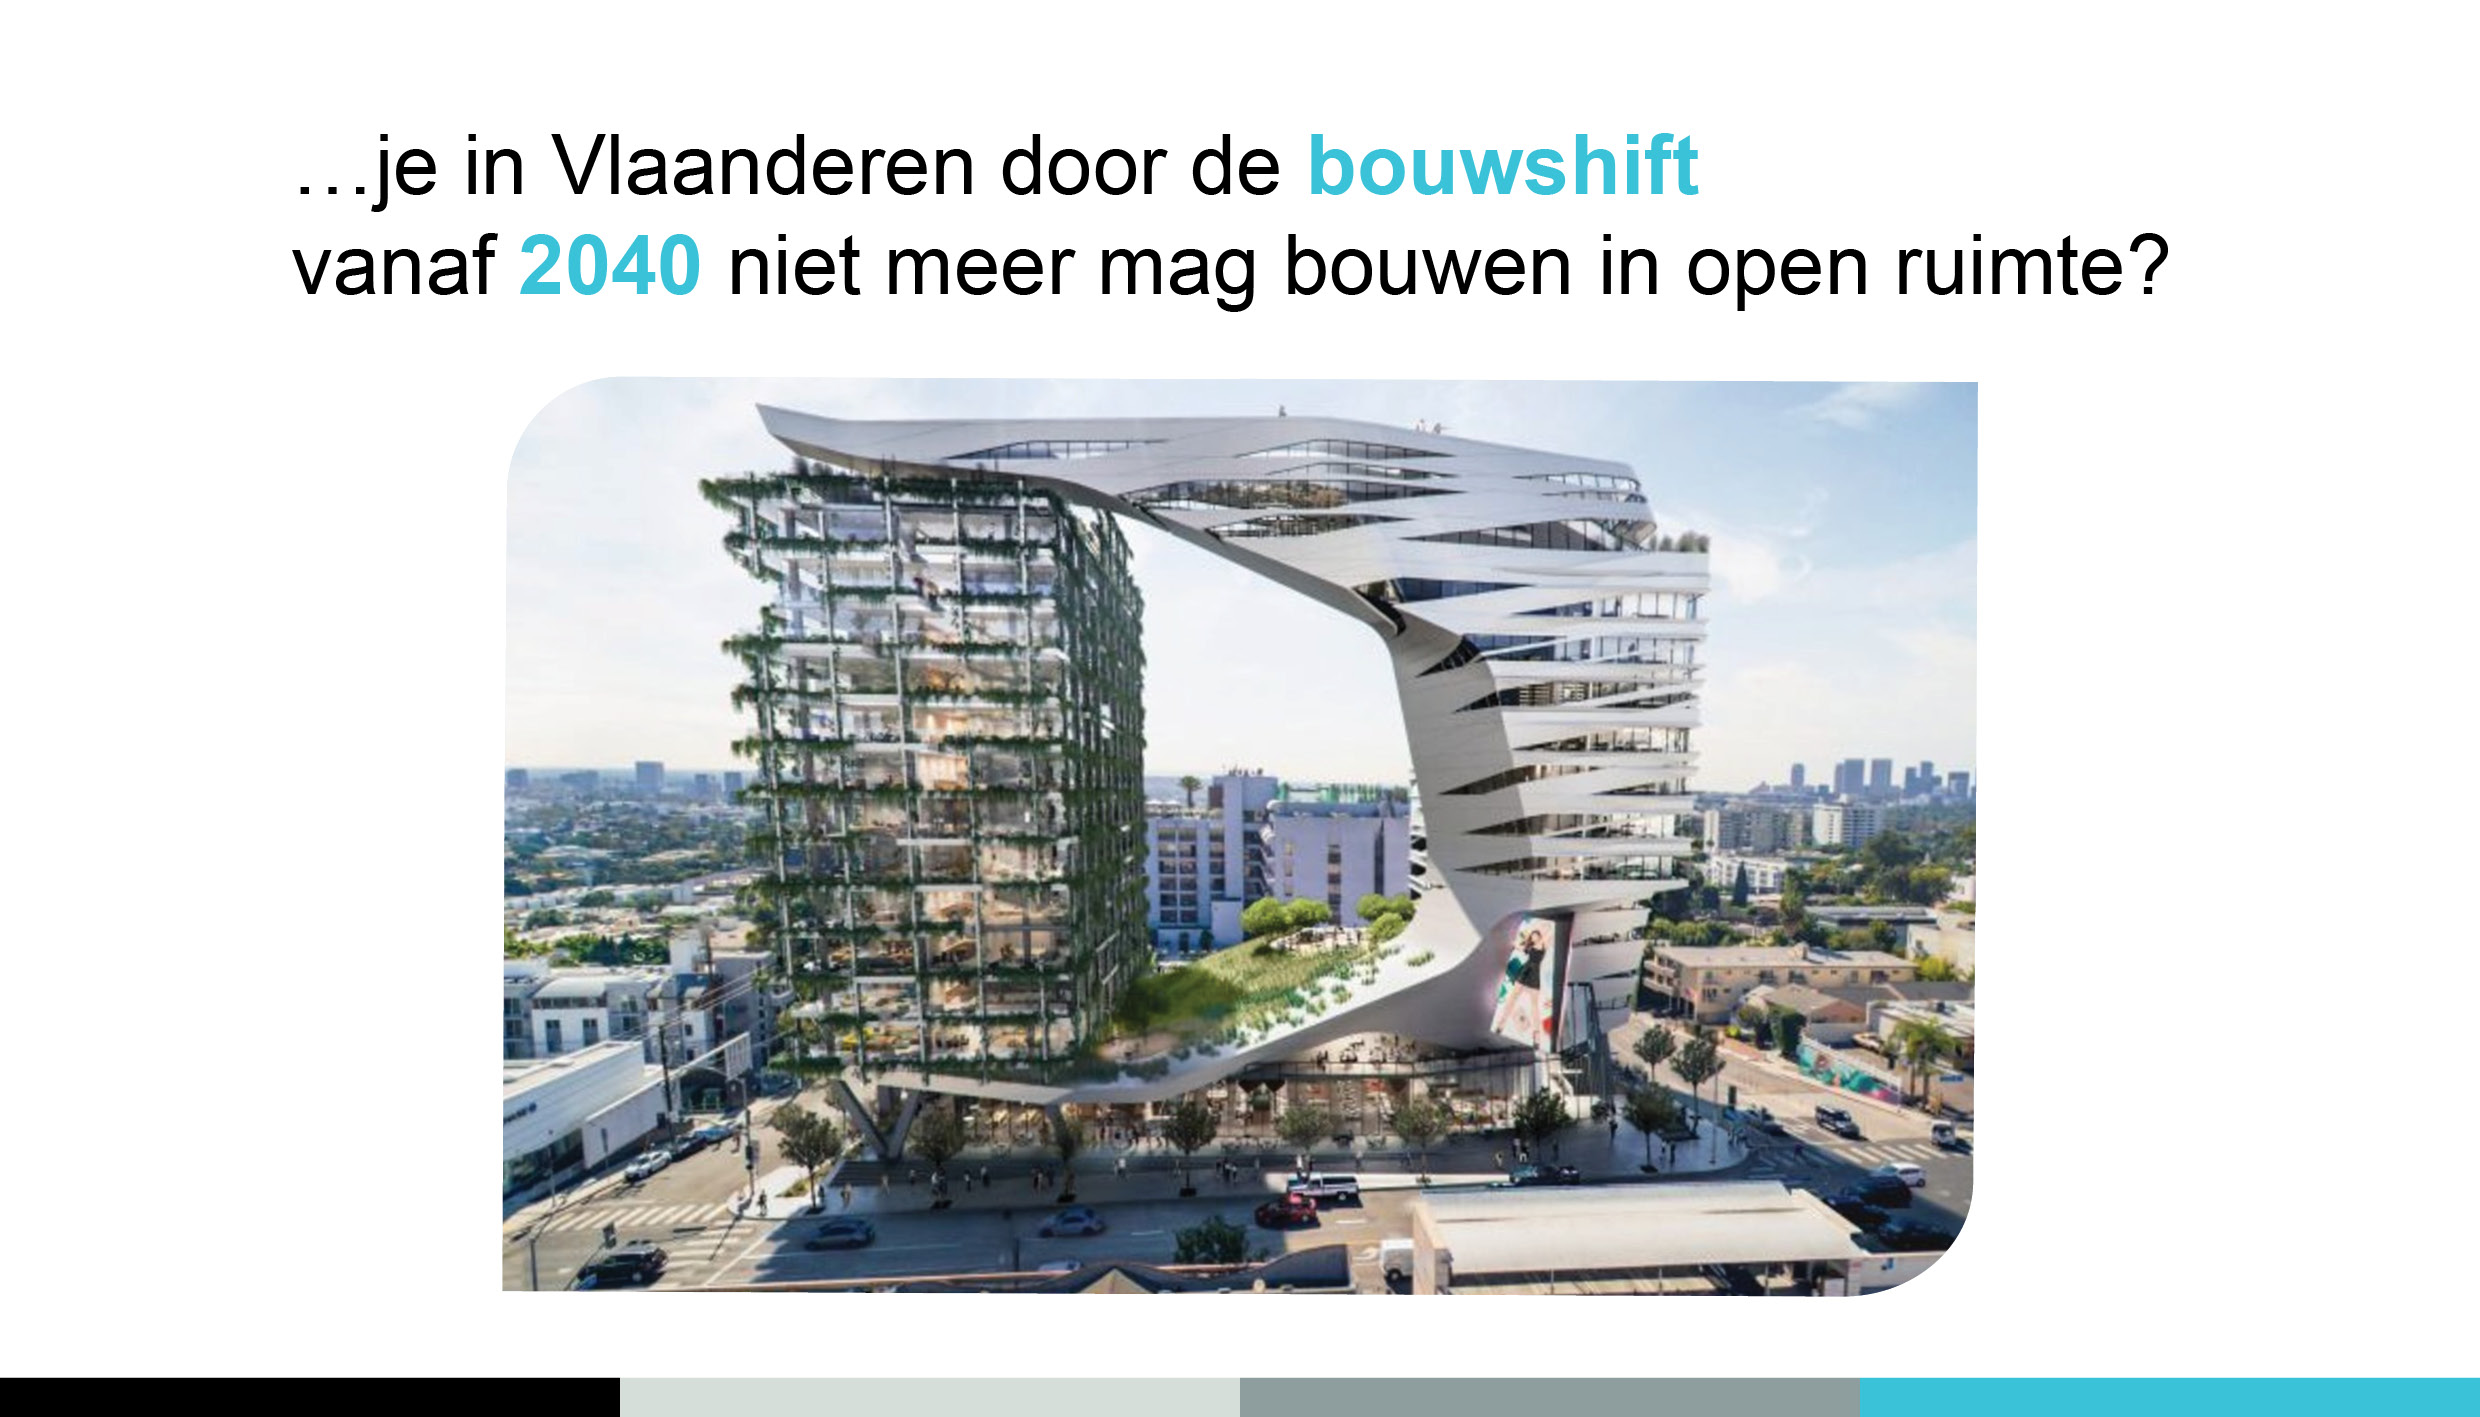 …je in Vlaanderen door de bouwshift
vanaf 2040 niet meer mag bouwen in open ruimte?